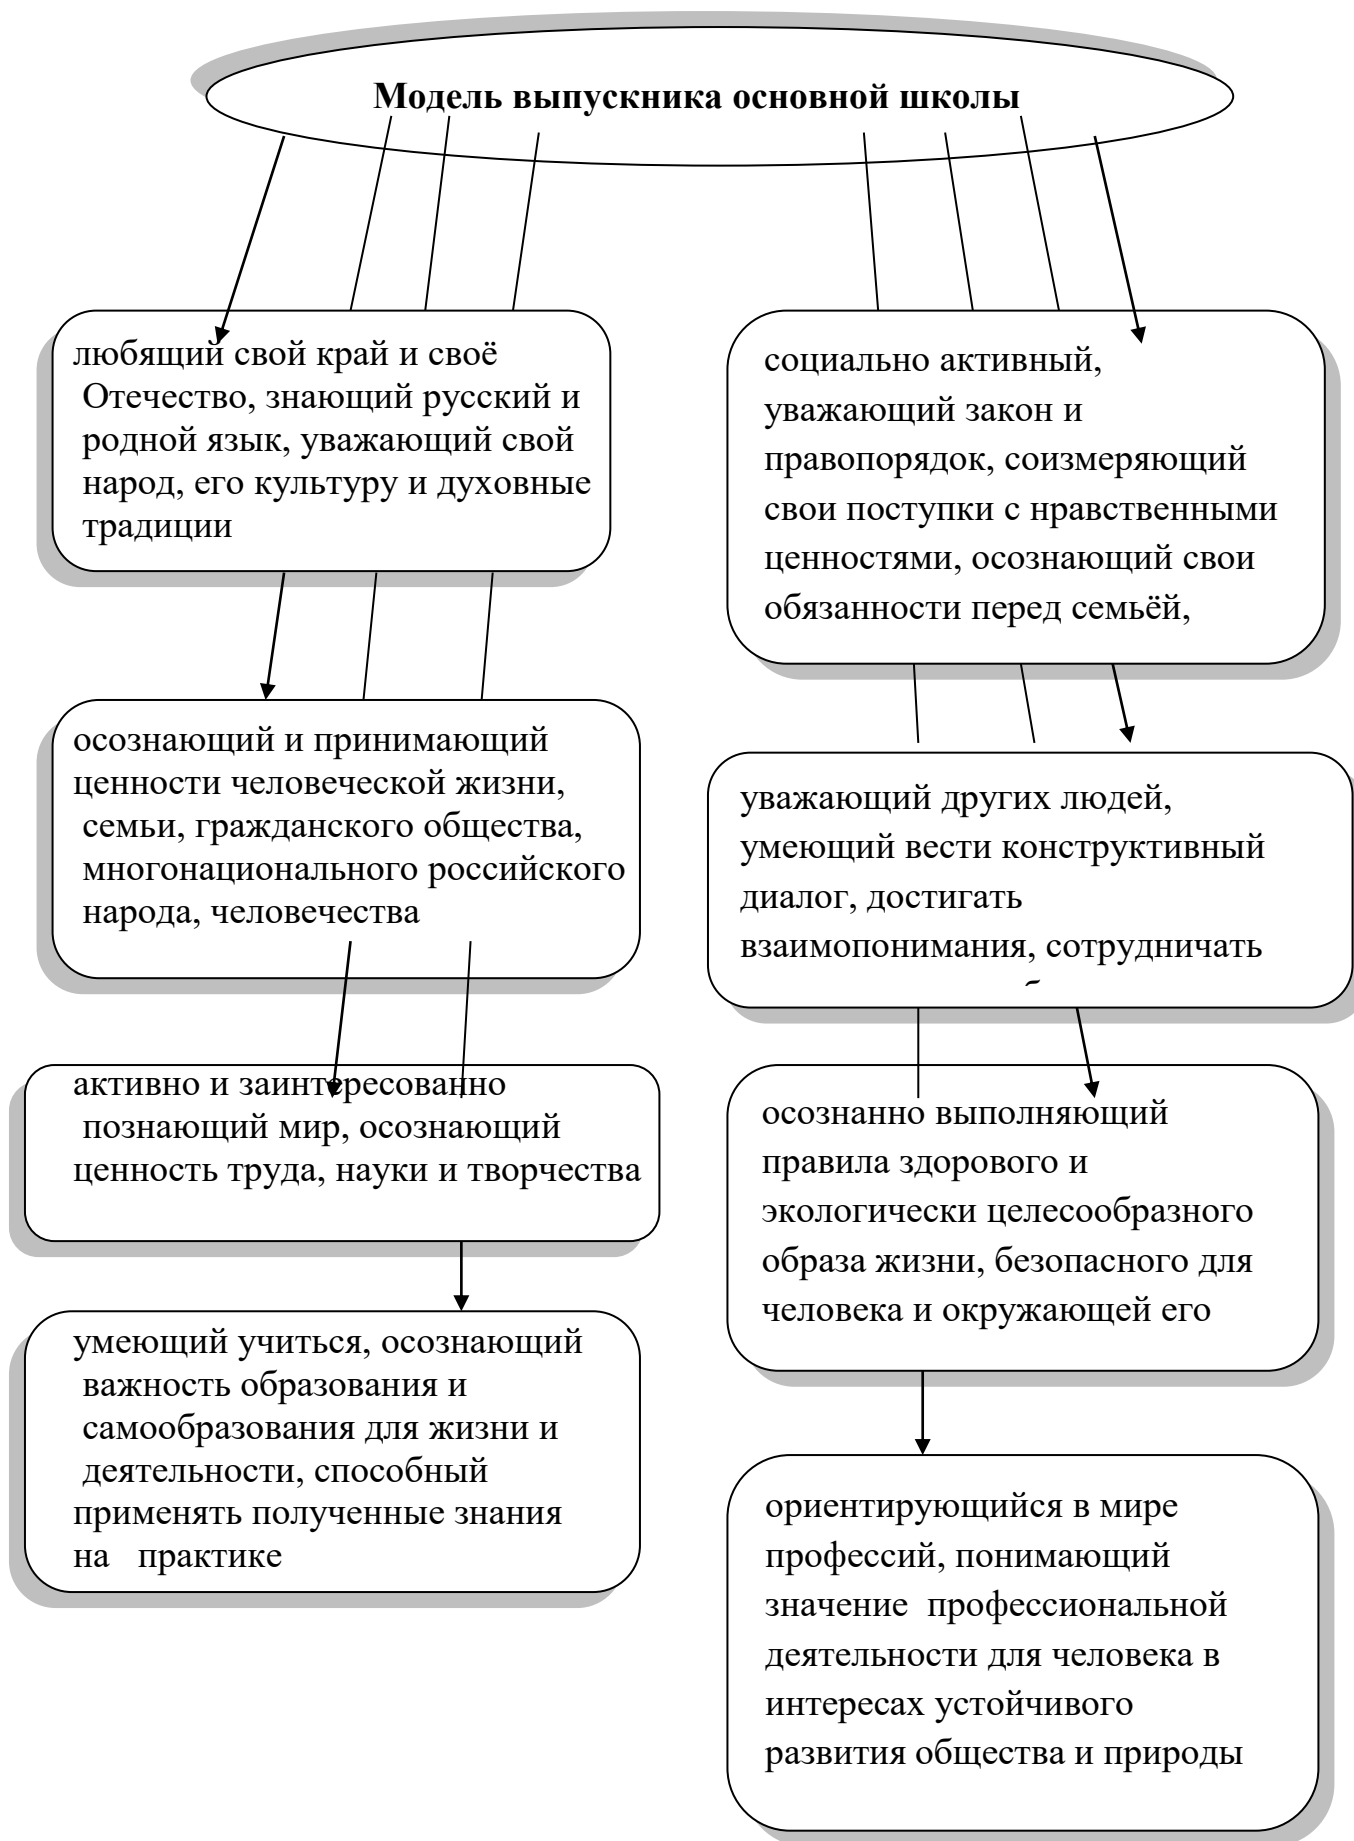 Модель выпускника основной школы
любящий свой край и своё
Отечество, знающий русский и
родной язык, уважающий свой
народ, его культуру и духовные
традиции
осознающий и принимающий
ценности человеческой жизни,
семьи, гражданского общества,
многонационального российского
народа, человечества
активно и заинтересованно
познающий мир, осознающий
ценность труда, науки и творчества
умеющий учиться, осознающий
важность образования и
самообразования для жизни и
деятельности, способный
применять полученные знания
на практике
социально активный,
уважающий закон и
правопорядок, соизмеряющий
свои поступки с нравственными
ценностями, осознающий свои
обязанности перед семьёй,
уважающий других людей,
умеющий вести конструктивный
диалог, достигать
взаимопонимания, сотрудничать
осознанно выполняющий
правила здорового и
экологически целесообразного
образа жизни, безопасного для
человека и окружающей его
ориентирующийся в мире
профессий, понимающий
значение профессиональной
деятельности для человека в
интересах устойчивого
развития общества и природы